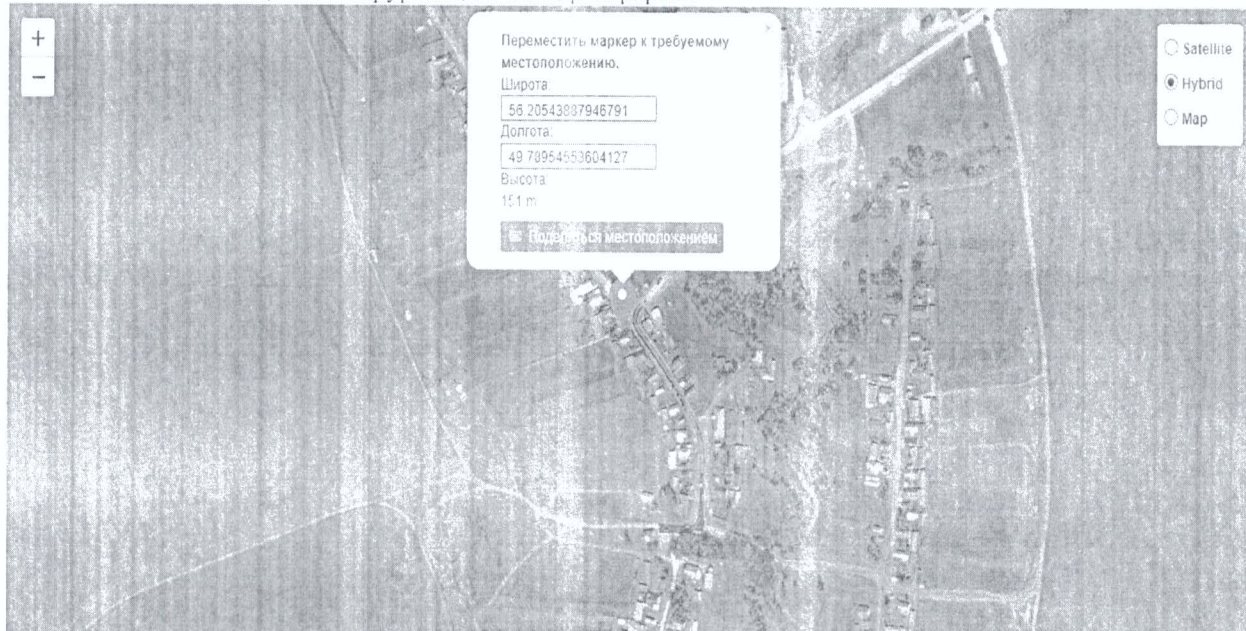 +
−
Переместить маркер к требуемому
местоположению.
Широта:
56.20543887946791
Долгота:
49.78954553604127
Высота:
151 m
Поделиться местоположением
×
Satellite
Hybrid
Map